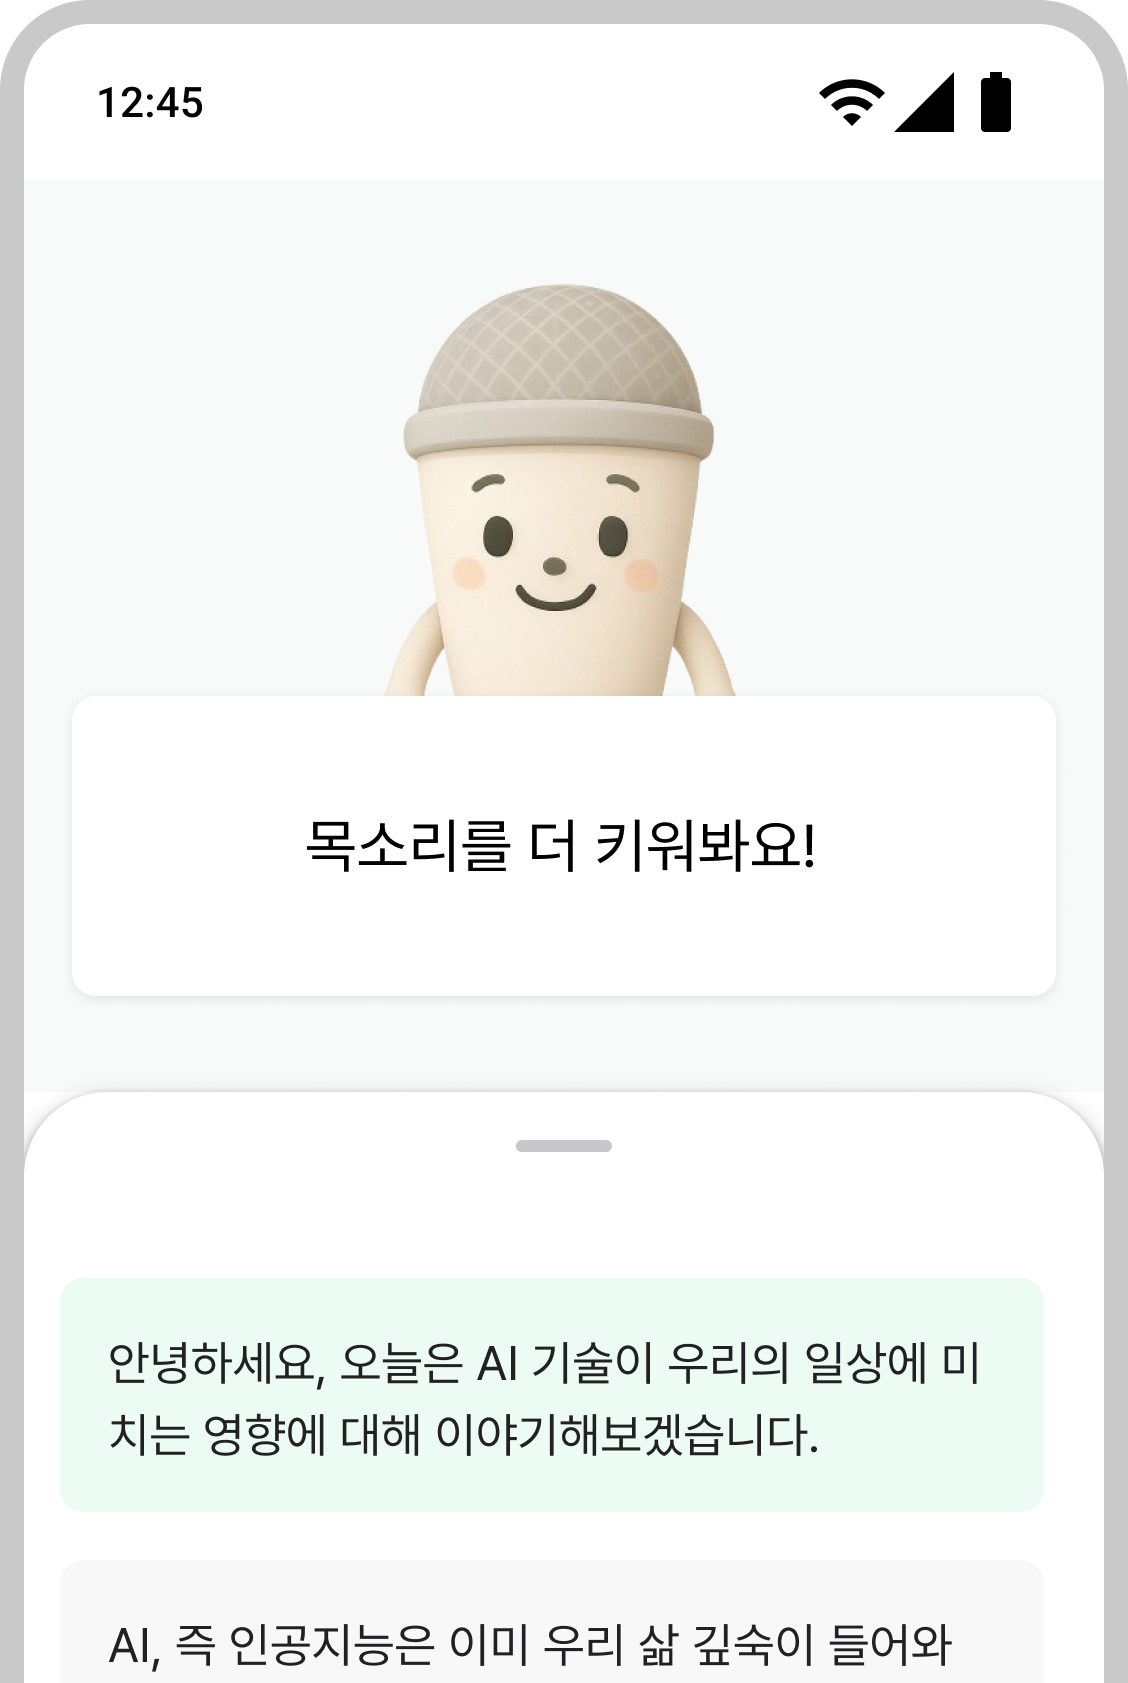 12:45
목소리를 더 키워봐요!
안녕하세요, 오늘은 AI 기술이 우리의 일상에 미
치는 영향에 대해 이야기해보겠습니다.
AI, 즉 인공지능은 이미 우리 삶 깊숙이 들어와